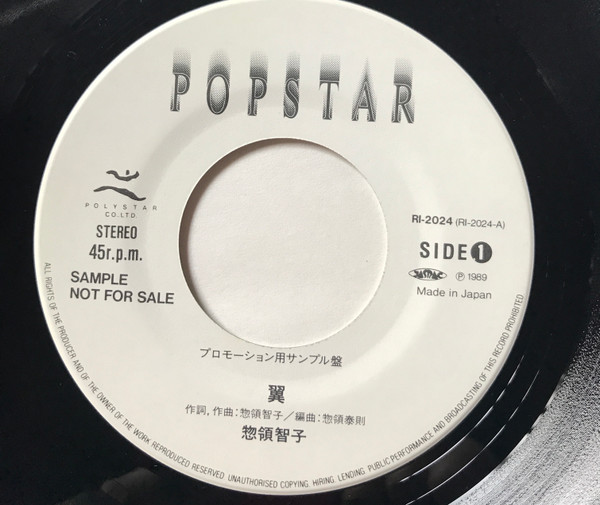 POPSTAR
POLYSTAR
CO.,LTD.
STEREO
45r.p.m.
SAMPLE
NOT FOR SALE
RI-2024 (RI-2024-A)
SIDE 1
JASRAC ℗ 1989
Made in Japan
プロモーション用サンプル盤
翼
作詞,作曲:惣領智子/編曲:惣領泰則
惣領智子
ALL RIGHTS OF THE PRODUCER AND OF THE OWNER OF THE WORK REPRODUCED RESERVED. UNAUTHORISED COPYING. HIRING. LENDING. PUBLIC PERFORMANCE AND BROADCASTING OF THIS RECORD PROHIBITED